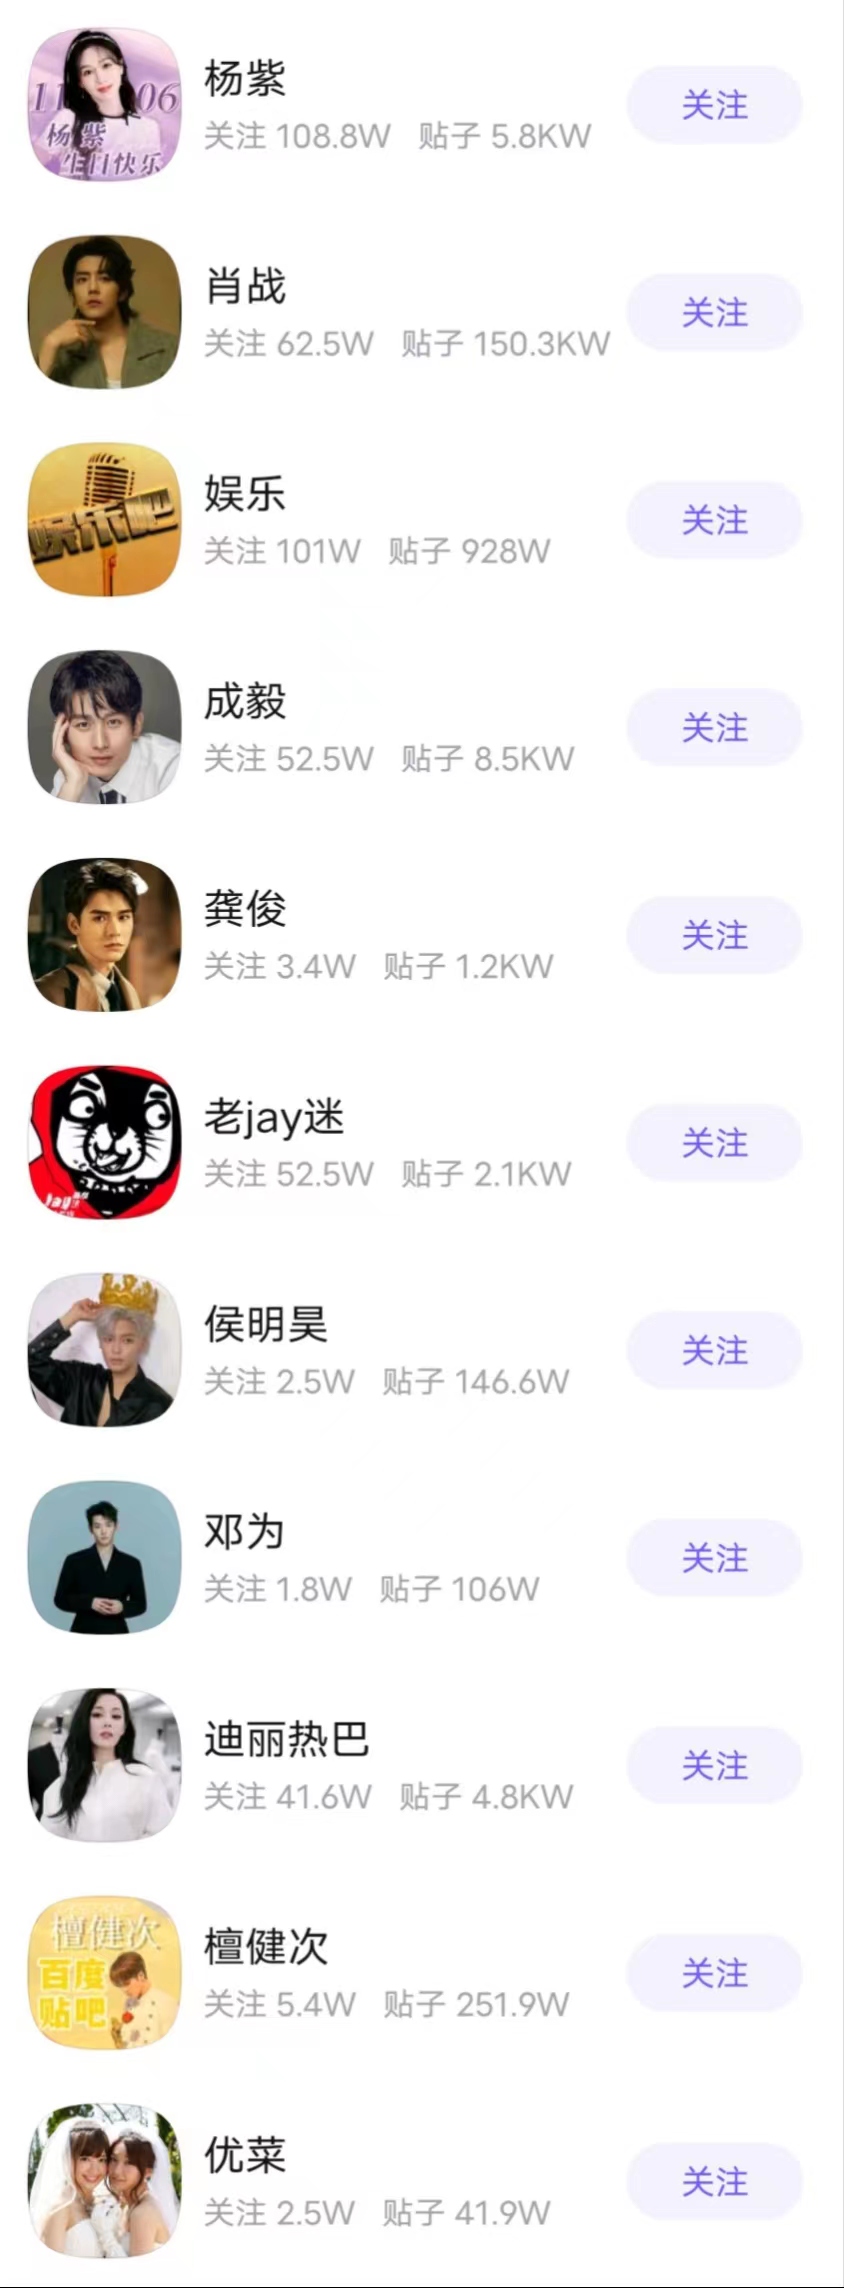 11 06
杨紫
生日快乐
杨紫
关注 108.8W 贴子 5.8KW
关注
肖战
关注 62.5W 贴子 150.3KW
关注
娱乐吧
娱乐
关注 101W 贴子 928W
关注
成毅
关注 52.5W 贴子 8.5KW
关注
龚俊
关注 3.4W 贴子 1.2KW
关注
老jay迷
关注 52.5W 贴子 2.1KW
关注
侯明昊
关注 2.5W 贴子 146.6W
关注
邓为
关注 1.8W 贴子 106W
关注
迪丽热巴
关注 41.6W 贴子 4.8KW
关注
檀健次
百度
贴吧
檀健次
关注 5.4W 贴子 251.9W
关注
优菜
关注 2.5W 贴子 41.9W
关注